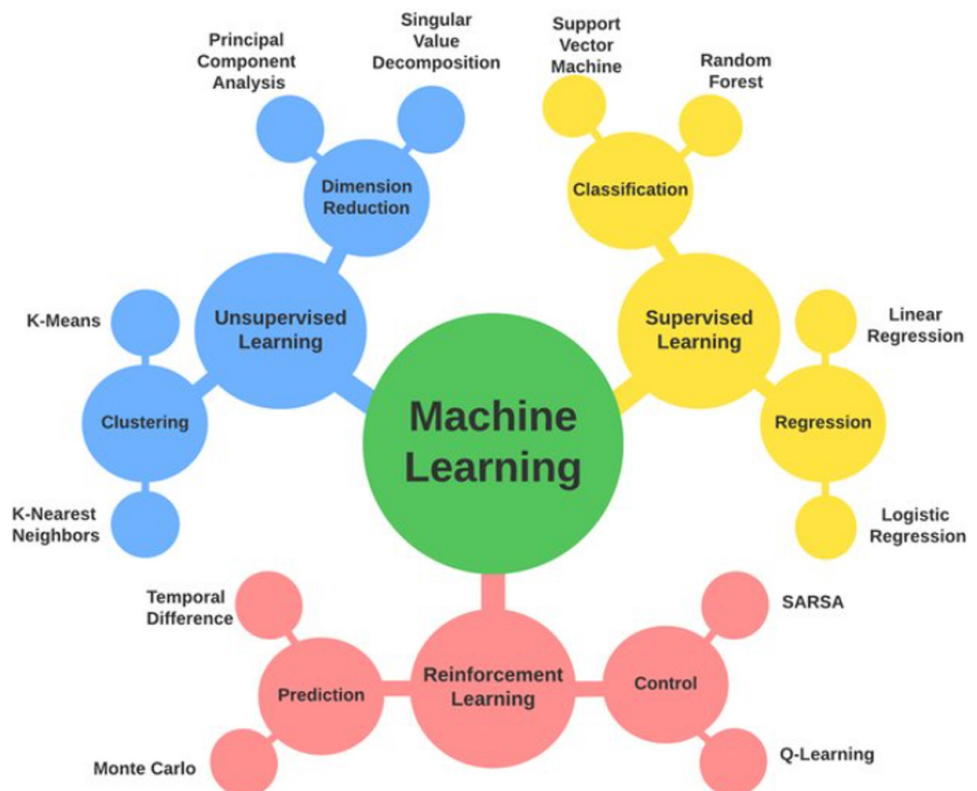 Singular
Value
Decomposition
Principal
Component
Analysis
Support
Vector
Machine
Random
Forest
Dimension
Reduction
Classification
Unsupervised
Learning
Supervised
Learning
K-Means
Linear
Regression
Clustering
Regression
Machine
Learning
K-Nearest
Neighbors
Logistic
Regression
Temporal
Difference
SARSA
Reinforcement
Learning
Prediction
Control
Monte Carlo
Q-Learning